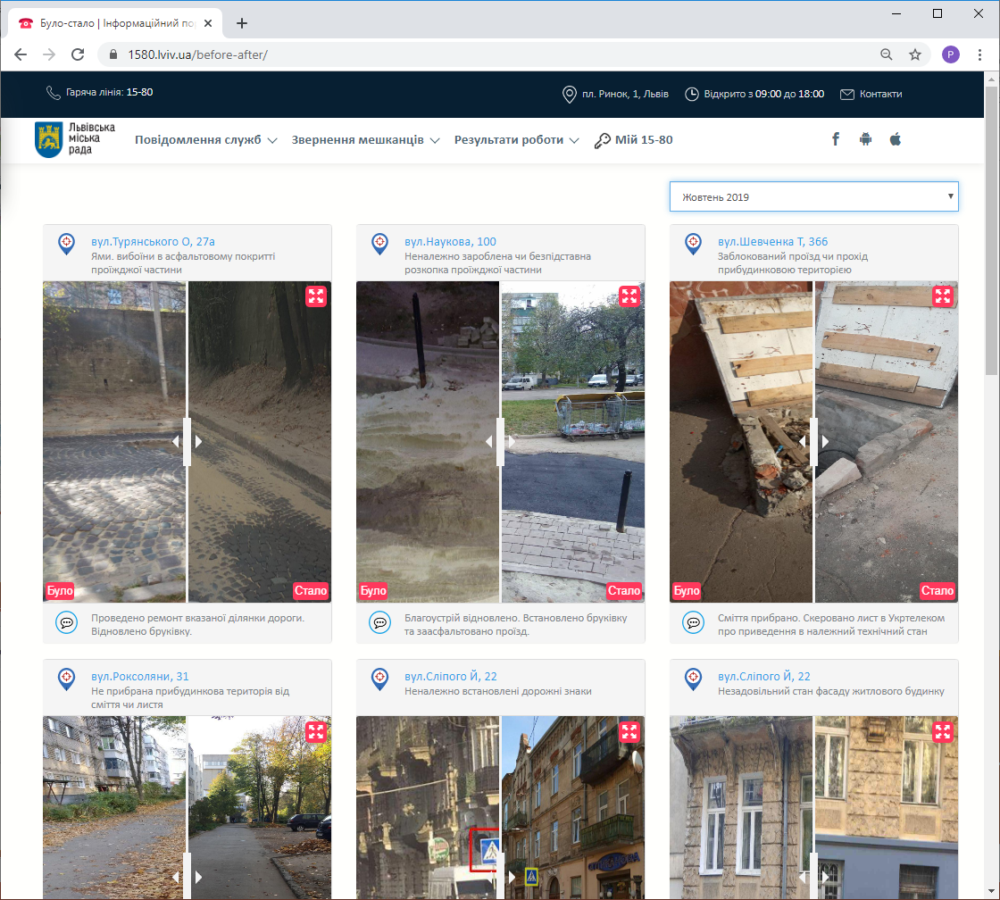 Було-стало | Інформаційний по
1580.lviv.ua/before-after/
P
Гаряча лінія: 15-80
пл. Ринок, 1, Львів
Відкрито з 09:00 до 18:00
Контакти
Львівська
міська
рада
Повідомлення служб
Звернення мешканців
Результати роботи
Мій 15-80
Жовтень 2019
вул.Турянського О, 27а
Ями. вибоїни в асфальтовому покритті
проїжджої частини
Було
Стало
Проведено ремонт вказаної ділянки дороги.
Відновлено бруківку.
вул.Наукова, 100
Неналежно зароблена чи безпідставна
розкопка проїжджої частини
Було
Стало
Благоустрій відновлено. Встановлено бруківку
та заасфальтовано проїзд.
вул.Шевченка Т, 366
Заблокований проїзд чи прохід
прибудинковою територією
Було
Стало
Сміття прибрано. Скеровано лист в Укртелеком
про приведення в належний технічний стан
вул.Роксоляни, 31
Не прибрана прибудинкова територія від
сміття чи листя
вул.Сліпого Й, 22
Неналежно встановлені дорожні знаки
вул.Сліпого Й, 22
Незадовільний стан фасаду житлового будинку